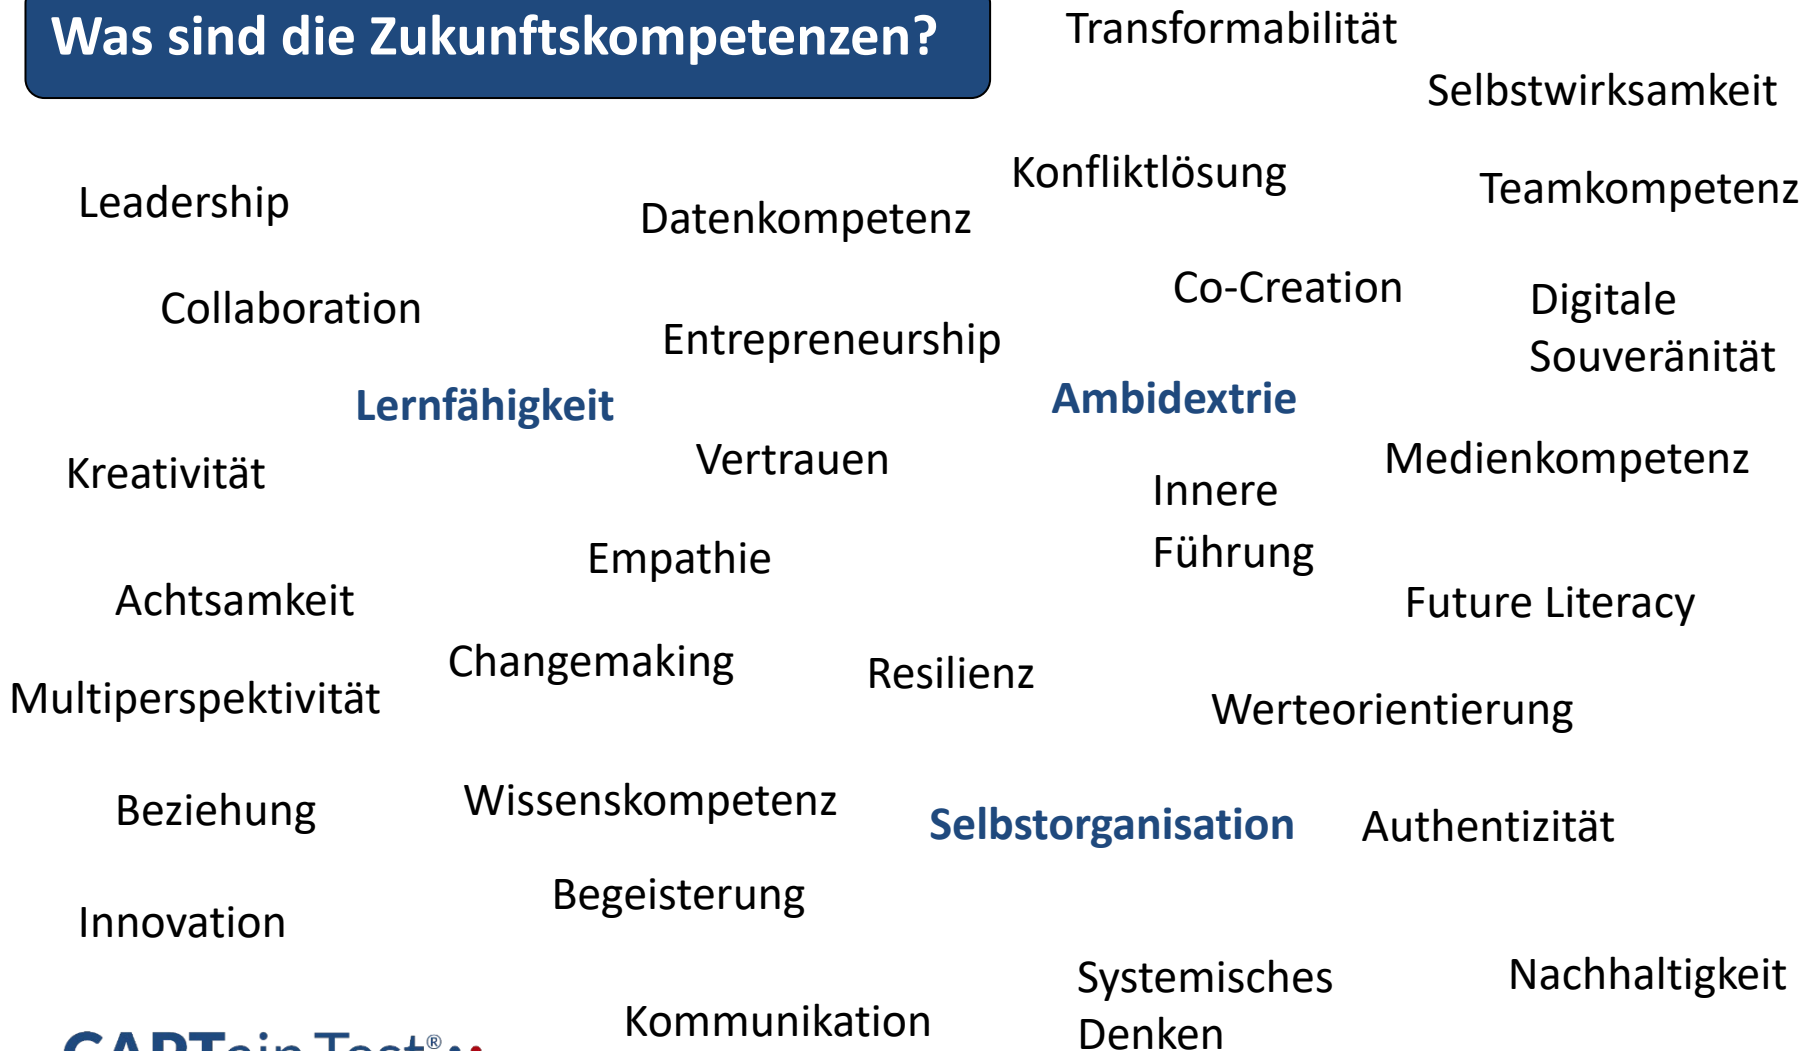 Was sind die Zukunftskompetenzen?
Transformabilität
Selbstwirksamkeit
Konfliktlösung
Teamkompetenz
Leadership
Datenkompetenz
Co-Creation
Digitale
Souveränität
Collaboration
Entrepreneurship
Lernfähigkeit
Ambidextrie
Kreativität
Vertrauen
Medienkompetenz
Innere
Führung
Empathie
Achtsamkeit
Future Literacy
Changemaking
Resilienz
Multiperspektivität
Werteorientierung
Beziehung
Wissenskompetenz
Selbstorganisation
Authentizität
Begeisterung
Innovation
Systemisches
Denken
Nachhaltigkeit
Kommunikation
CAPTain Test®